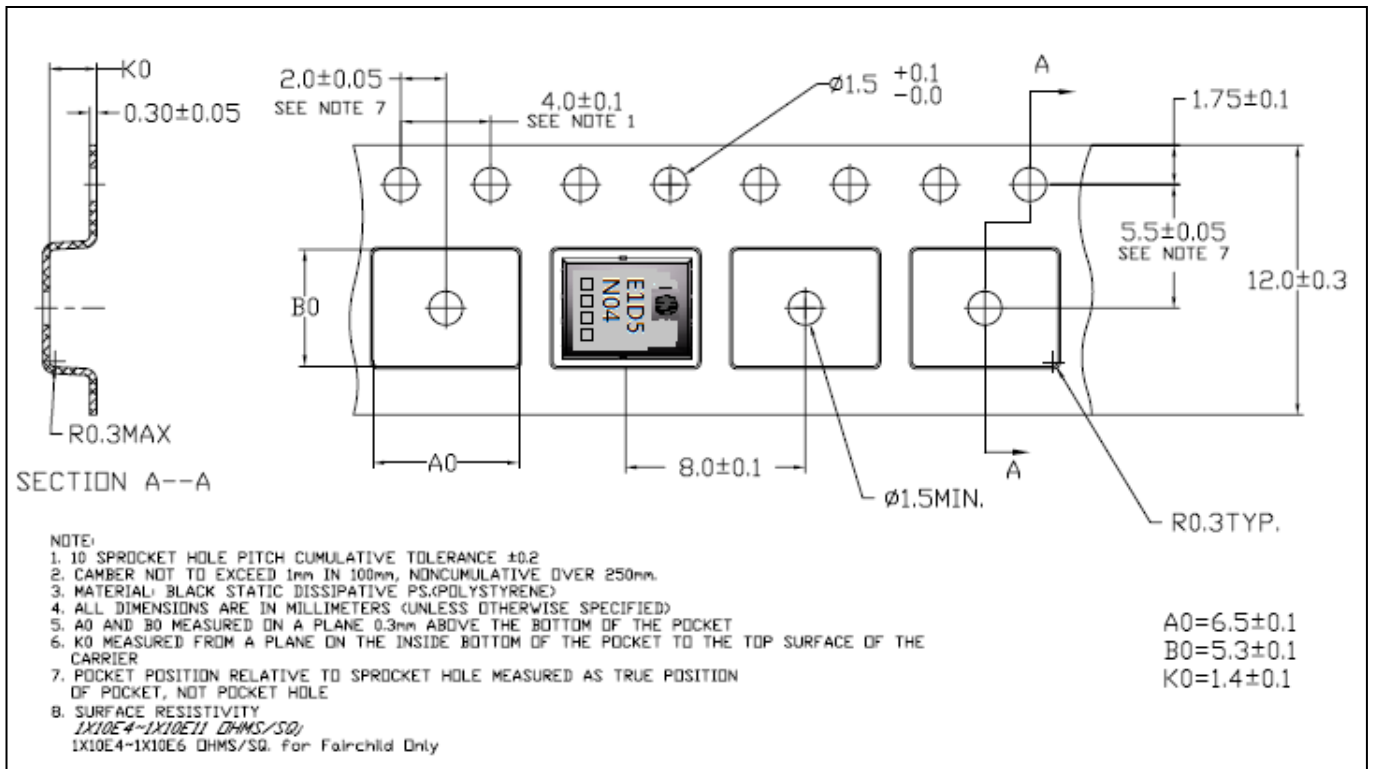 K0
0.30±0.05
2.0±0.05
SEE NOTE 7
4.0±0.1
SEE NOTE 1
Ø1.5 +0.1 -0.0
A
1.75±0.1
5.5±0.05
SEE NOTE 7
12.0±0.3
B0
E1D5
N04
R0.3MAX
SECTION A--A
A0
8.0±0.1
Ø1.5MIN.
A
R0.3TYP.
NOTE:
1. 10 SPROCKET HOLE PITCH CUMULATIVE TOLERANCE ±0.2
2. CAMBER NOT TO EXCEED 1mm IN 100mm, NONCUMULATIVE OVER 250mm.
3. MATERIAL: BLACK STATIC DISSIPATIVE PS.(POLYSTYRENE)
4. ALL DIMENSIONS ARE IN MILLIMETERS (UNLESS OTHERWISE SPECIFIED)
5. A0 AND B0 MEASURED ON A PLANE 0.3mm ABOVE THE BOTTOM OF THE POCKET
6. K0 MEASURED FROM A PLANE ON THE INSIDE BOTTOM OF THE POCKET TO THE TOP SURFACE OF THE
CARRIER
7. POCKET POSITION RELATIVE TO SPROCKET HOLE MEASURED AS TRUE POSITION
OF POCKET, NOT POCKET HOLE
8. SURFACE RESISTIVITY
1X10E4~1X10E11 OHMS/SQ;
1X10E4~1X10E6 OHMS/SQ. for Fairchild Only
A0=6.5±0.1
B0=5.3±0.1
K0=1.4±0.1